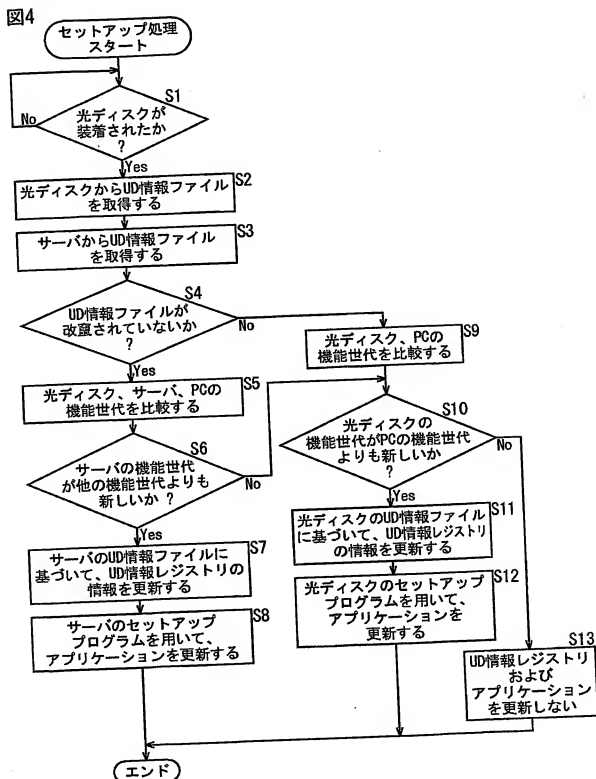 図4
セットアップ処理
スタート
S1
光ディスクが
装着されたか
?
No
Yes
光ディスクからUD情報ファイル
を取得する
S2
サーバからUD情報ファイル
を取得する
S3
S4
UD情報ファイルが
改竄されていないか
?
No
Yes
光ディスク、サーバ、PCの
機能世代を比較する
S5
S6
サーバの機能世代
が他の機能世代よりも
新しいか ?
No
Yes
サーバのUD情報ファイルに
基づいて、UD情報レジストリの
情報を更新する
S7
サーバのセットアップ
プログラムを用いて、
アプリケーションを更新する
S8
光ディスク、PCの
機能世代を比較する
S9
S10
光ディスクの
機能世代がPCの機能世代
よりも新しいか
?
No
Yes
光ディスクのUD情報ファイル
に基づいて、UD情報レジストリ
の情報を更新する
S11
光ディスクのセットアップ
プログラムを用いて、
アプリケーションを
更新する
S12
S13
UD情報レジストリ
および
アプリケーション
を更新しない
エンド